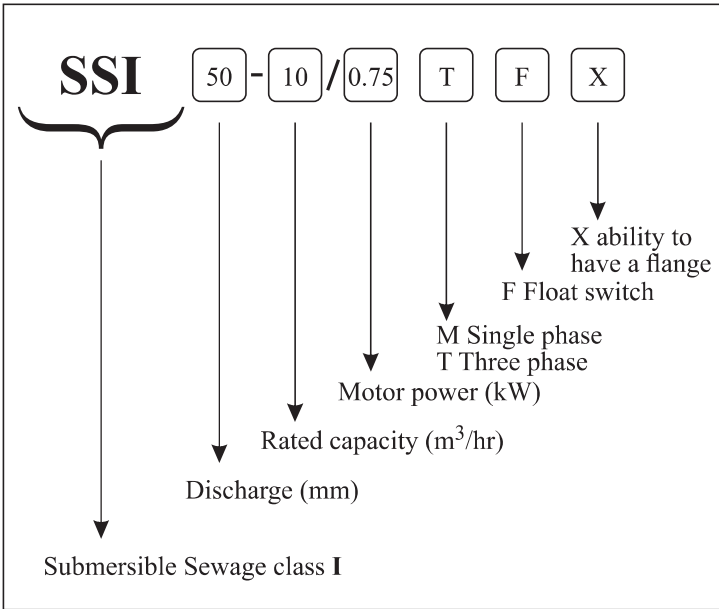 SSI 50 - 10 / 0.75 T F X
X ability to
have a flange
F Float switch
M Single phase
T Three phase
Motor power (kW)
Rated capacity (m³/hr)
Discharge (mm)
Submersible Sewage class I